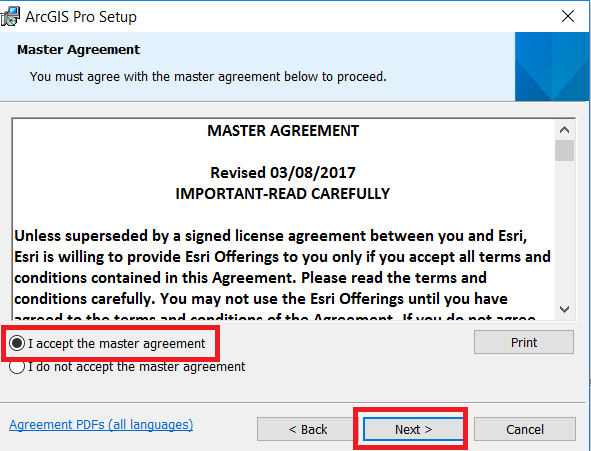 ArcGIS Pro Setup
Master Agreement
You must agree with the master agreement below to proceed.
MASTER AGREEMENT
Revised 03/08/2017
IMPORTANT-READ CAREFULLY
Unless superseded by a signed license agreement between you and Esri,
Esri is willing to provide Esri Offerings to you only if you accept all terms and
conditions contained in this Agreement. Please read the terms and
conditions carefully. You may not use the Esri Offerings until you have
agreed to the terms and conditions of the Agreement. If you do not agree
I accept the master agreement
Print
I do not accept the master agreement
Agreement PDFs (all languages)
< Back
Next >
Cancel